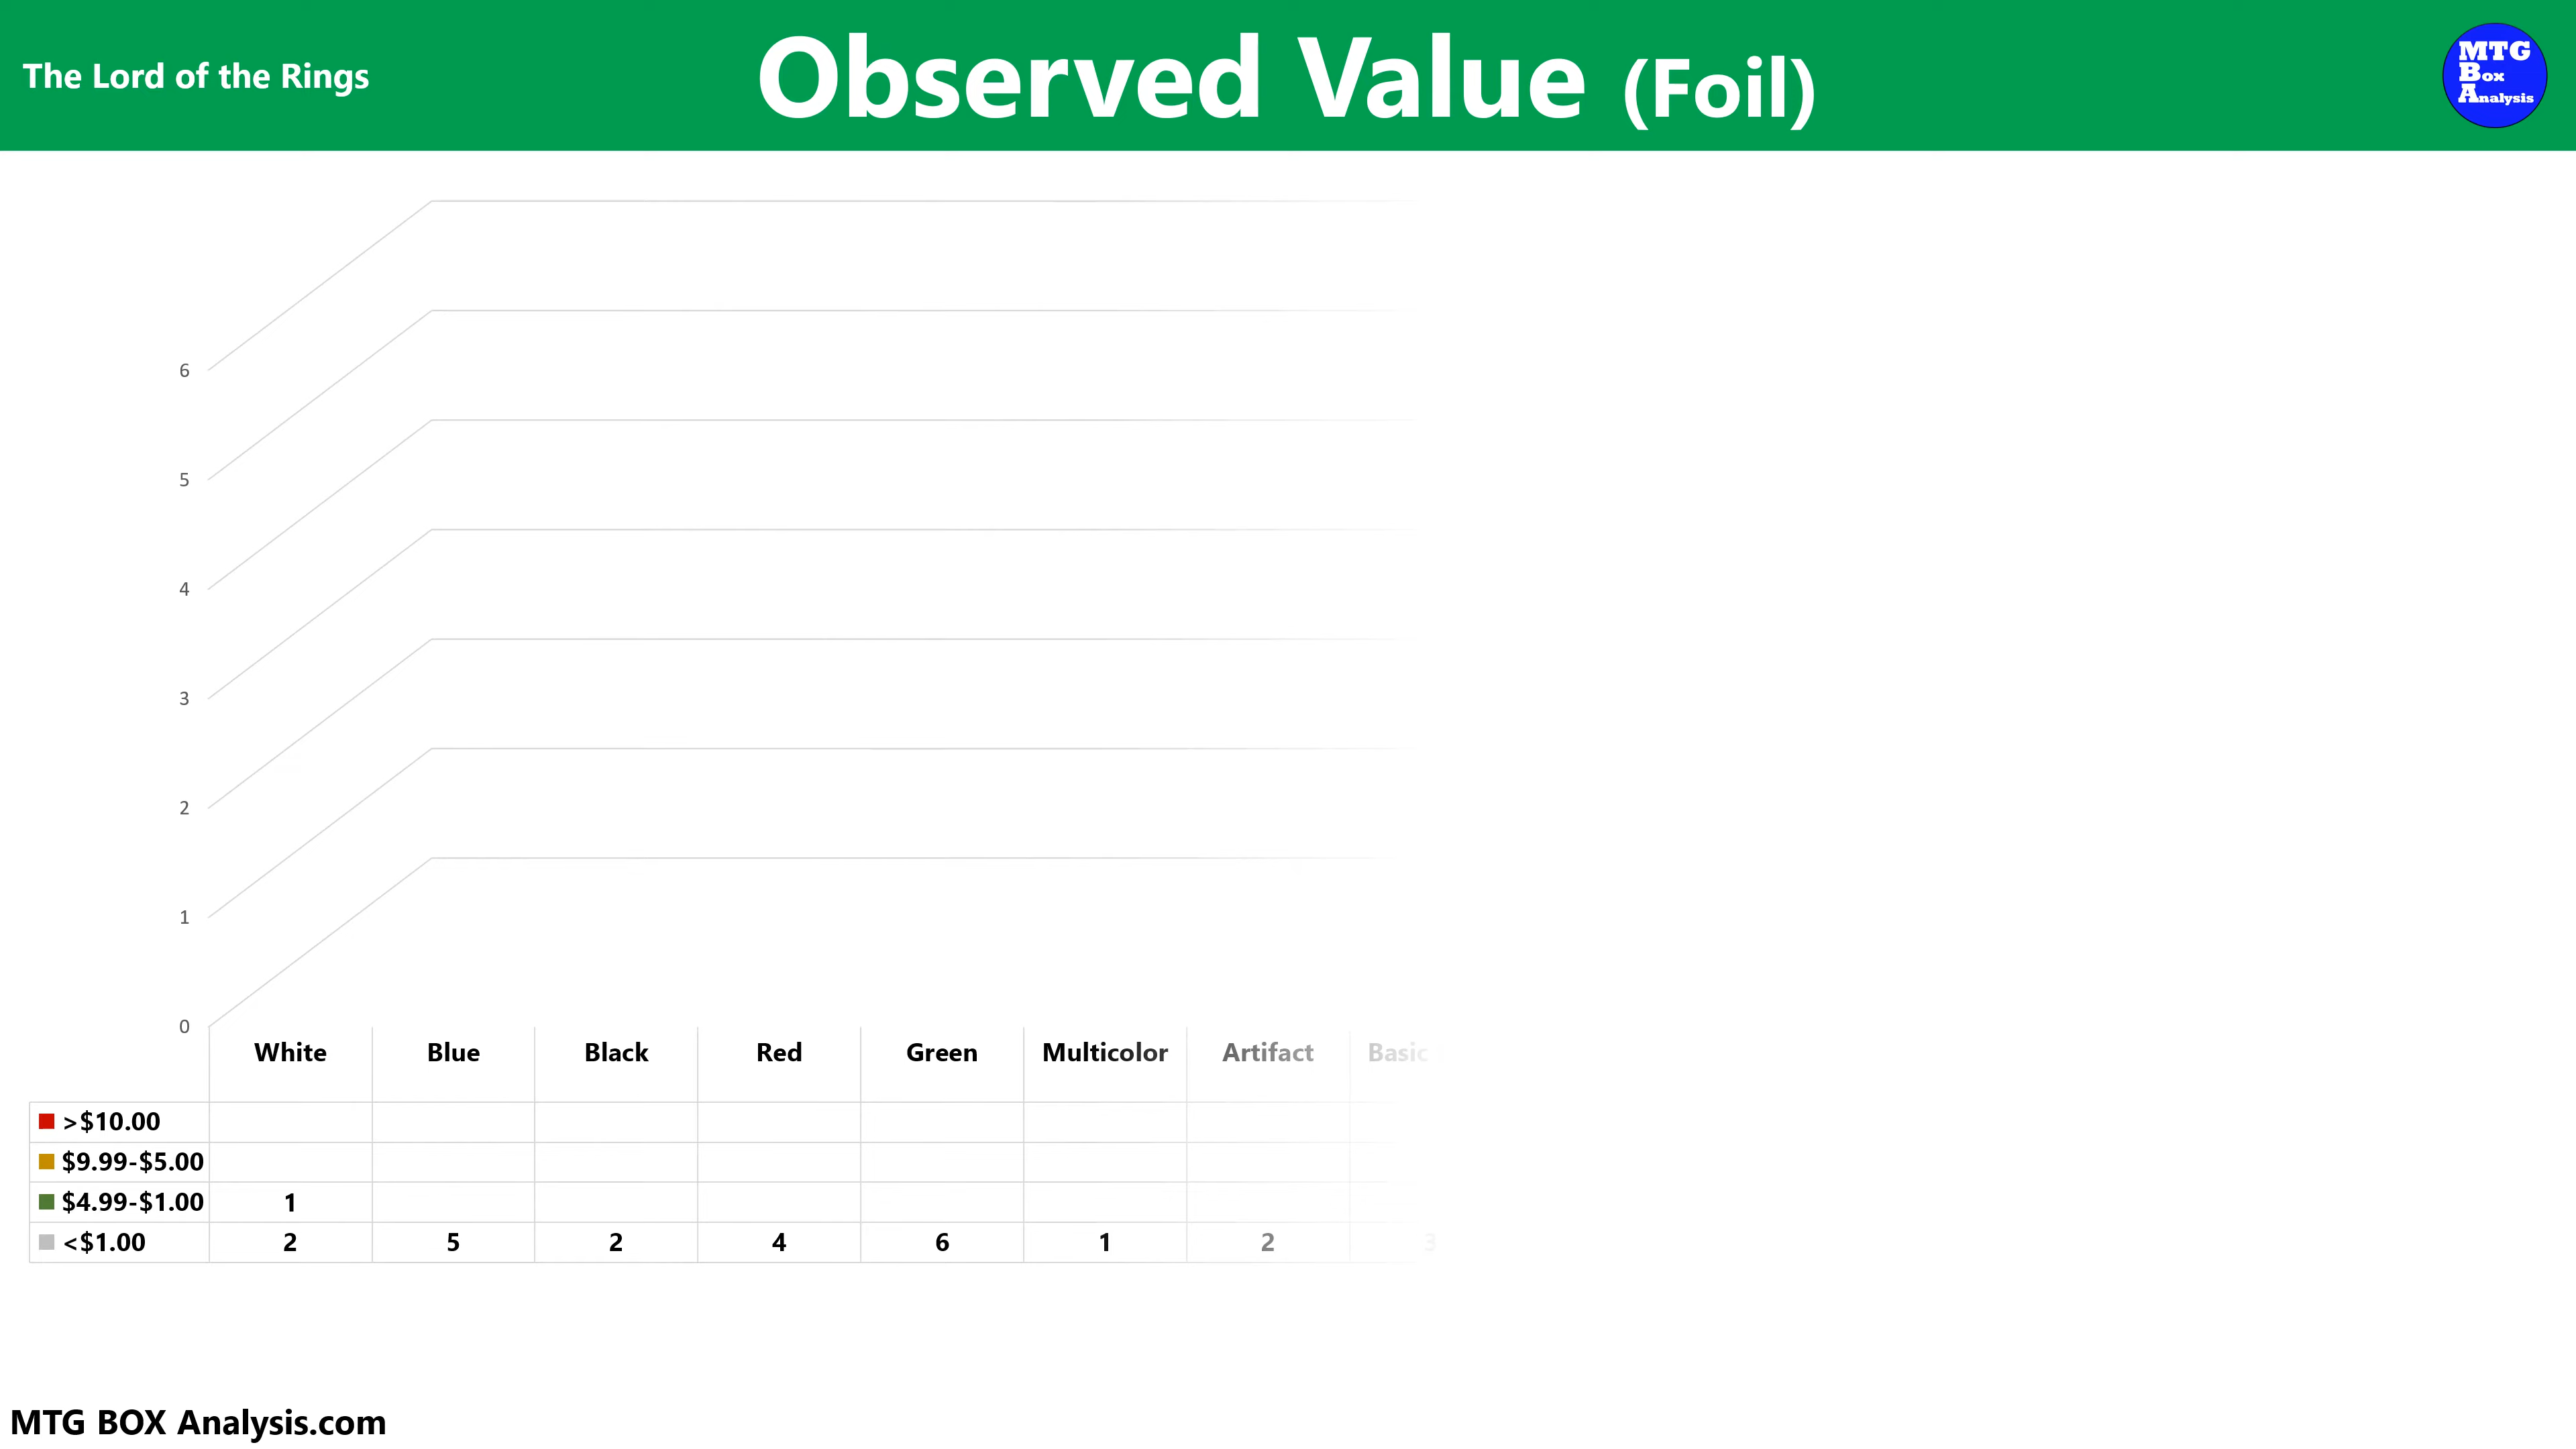 The Lord of the Rings
Observed Value (Foil)
MTG
Box
Analysis
6
5
4
3
2
1
0
White Blue Black Red Green Multicolor Artifact Basic
>$10.00
$9.99-$5.00
$4.99-$1.00 1
<$1.00 2 5 2 4 6 1 2 3
MTG BOX Analysis.com